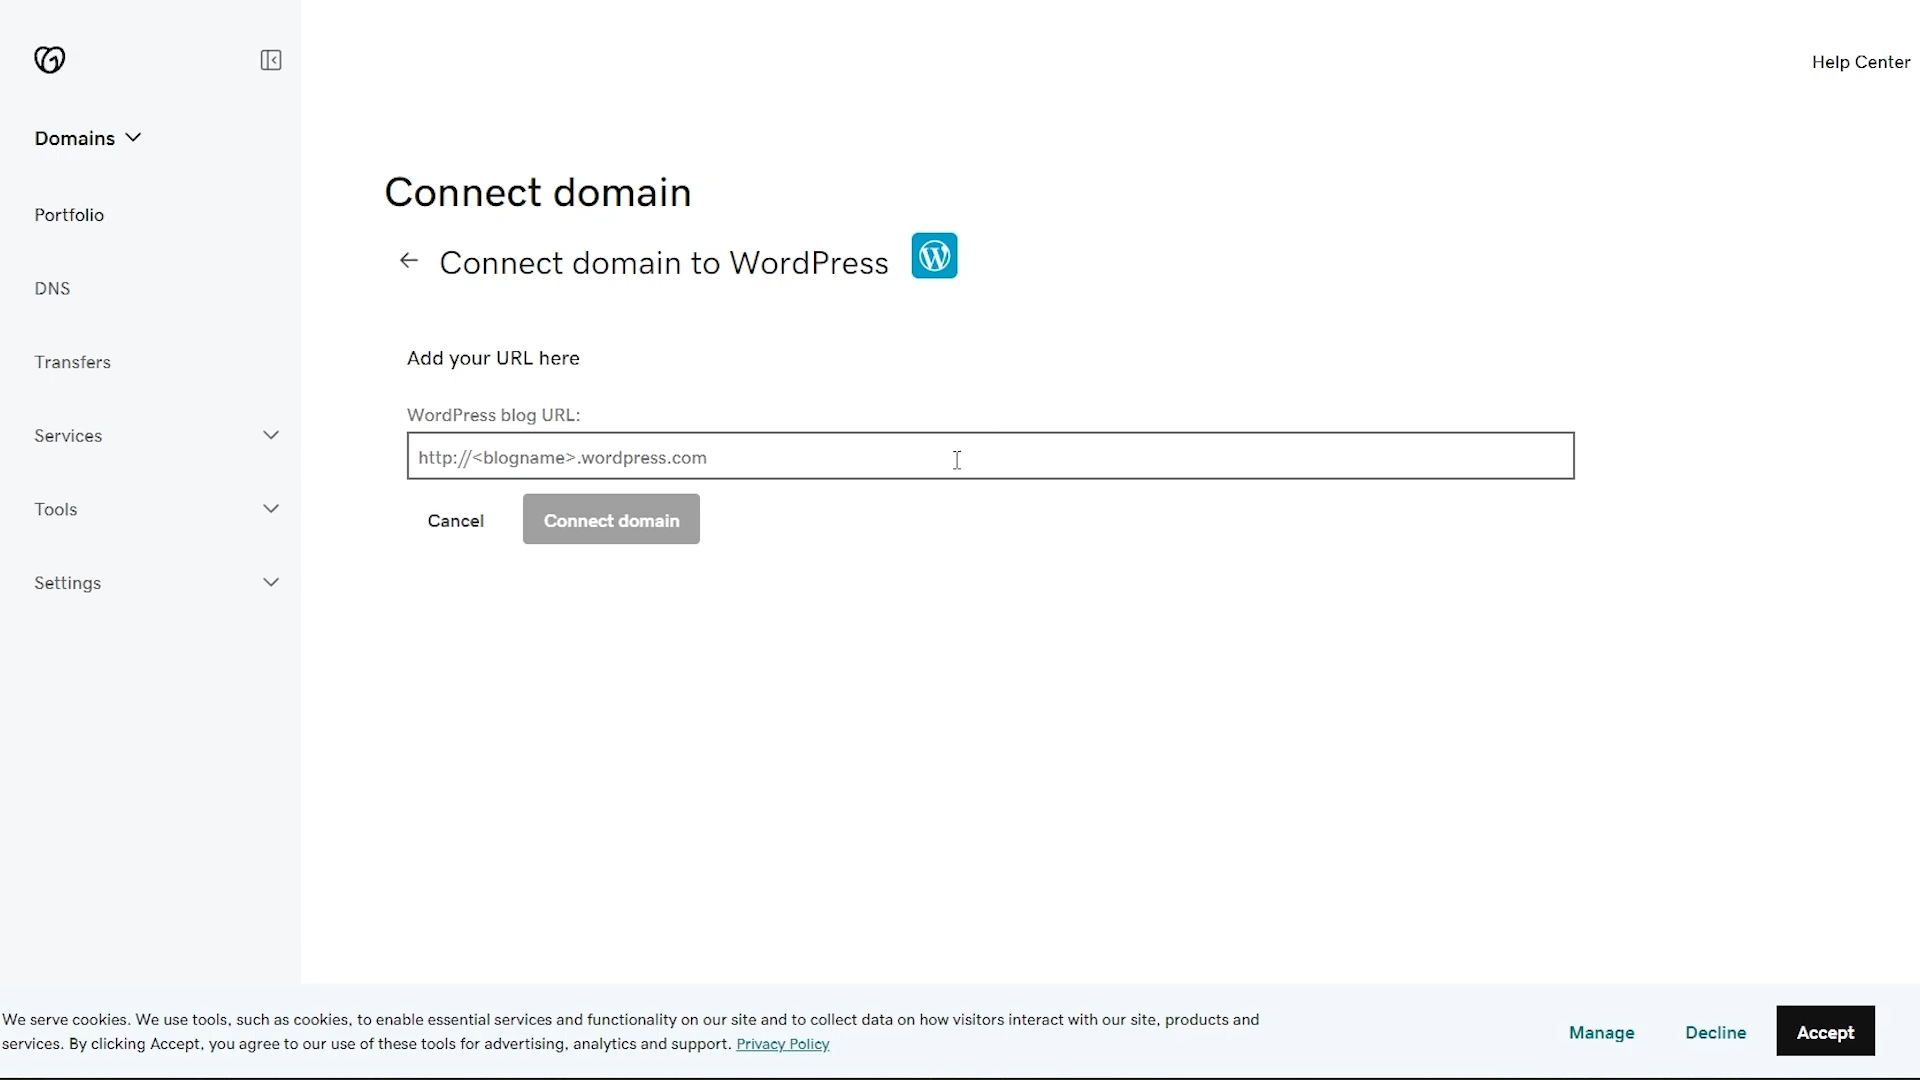 Help Center
Domains
Portfolio
DNS
Transfers
Services
Tools
Settings
Connect domain
Connect domain to WordPress
Add your URL here
WordPress blog URL:
http://<blogname>.wordpress.com
Cancel
Connect domain
We serve cookies. We use tools, such as cookies, to enable essential services and functionality on our site and to collect data on how visitors interact with our site, products and
services. By clicking Accept, you agree to our use of these tools for advertising, analytics and support. Privacy Policy
Manage
Decline
Accept